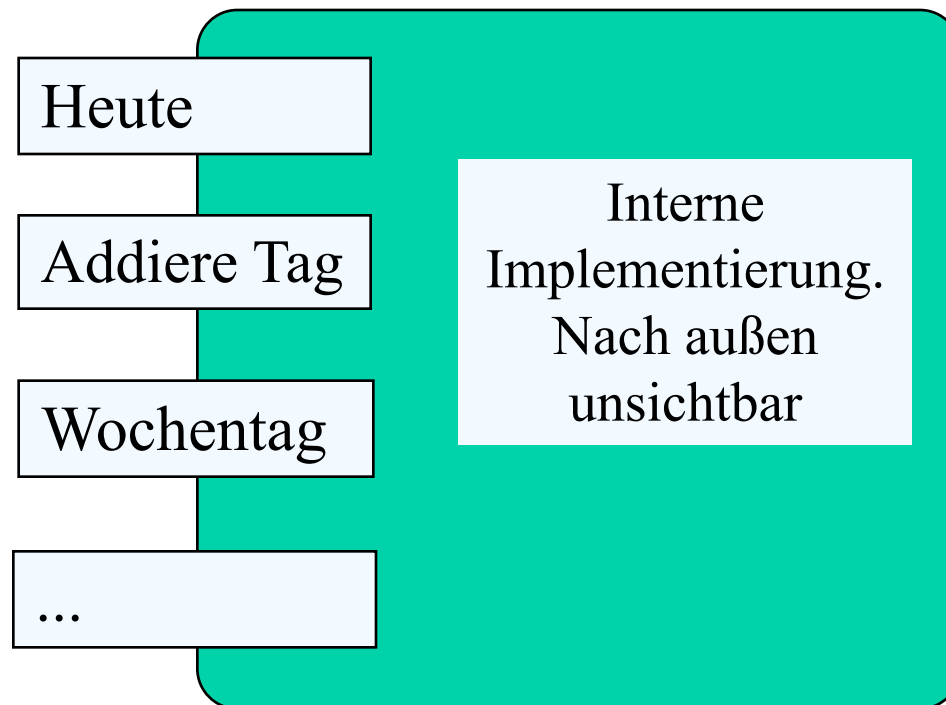 Heute
Addiere Tag
Wochentag
...
Interne
Implementierung.
Nach außen
unsichtbar